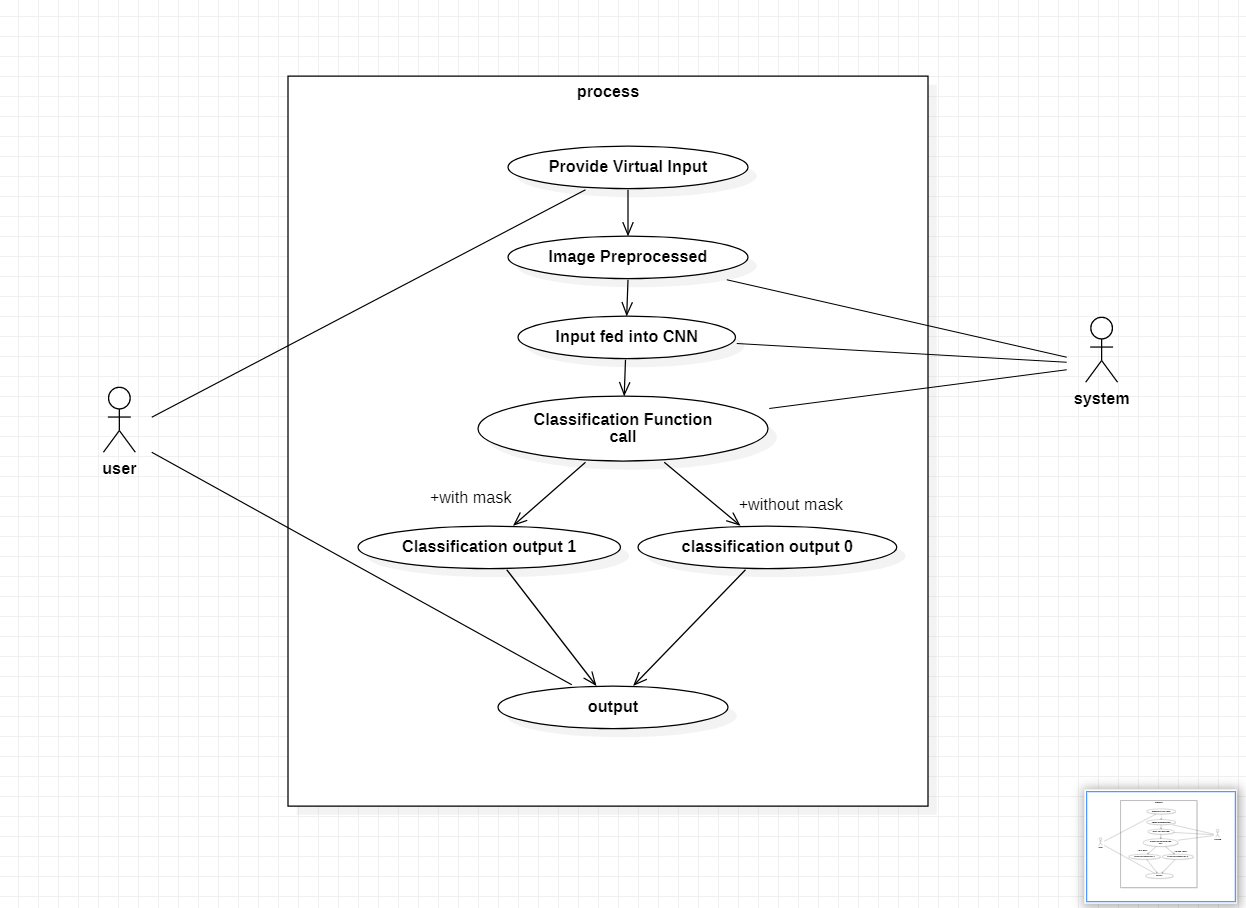 process
Provide Virtual Input
Image Preprocessed
Input fed into CNN
system
Classification Function
call
user
+with mask
+without mask
Classification output 1
classification output 0
output